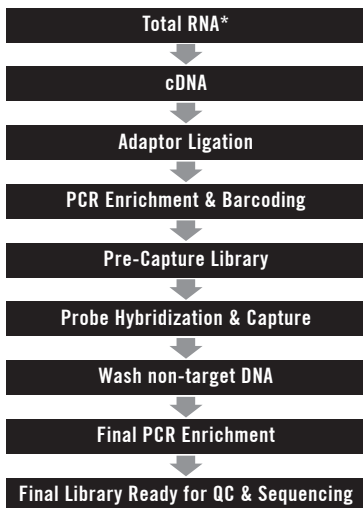 Total RNA*
cDNA
Adaptor Ligation
PCR Enrichment & Barcoding
Pre-Capture Library
Probe Hybridization & Capture
Wash non-target DNA
Final PCR Enrichment
Final Library Ready for QC & Sequencing